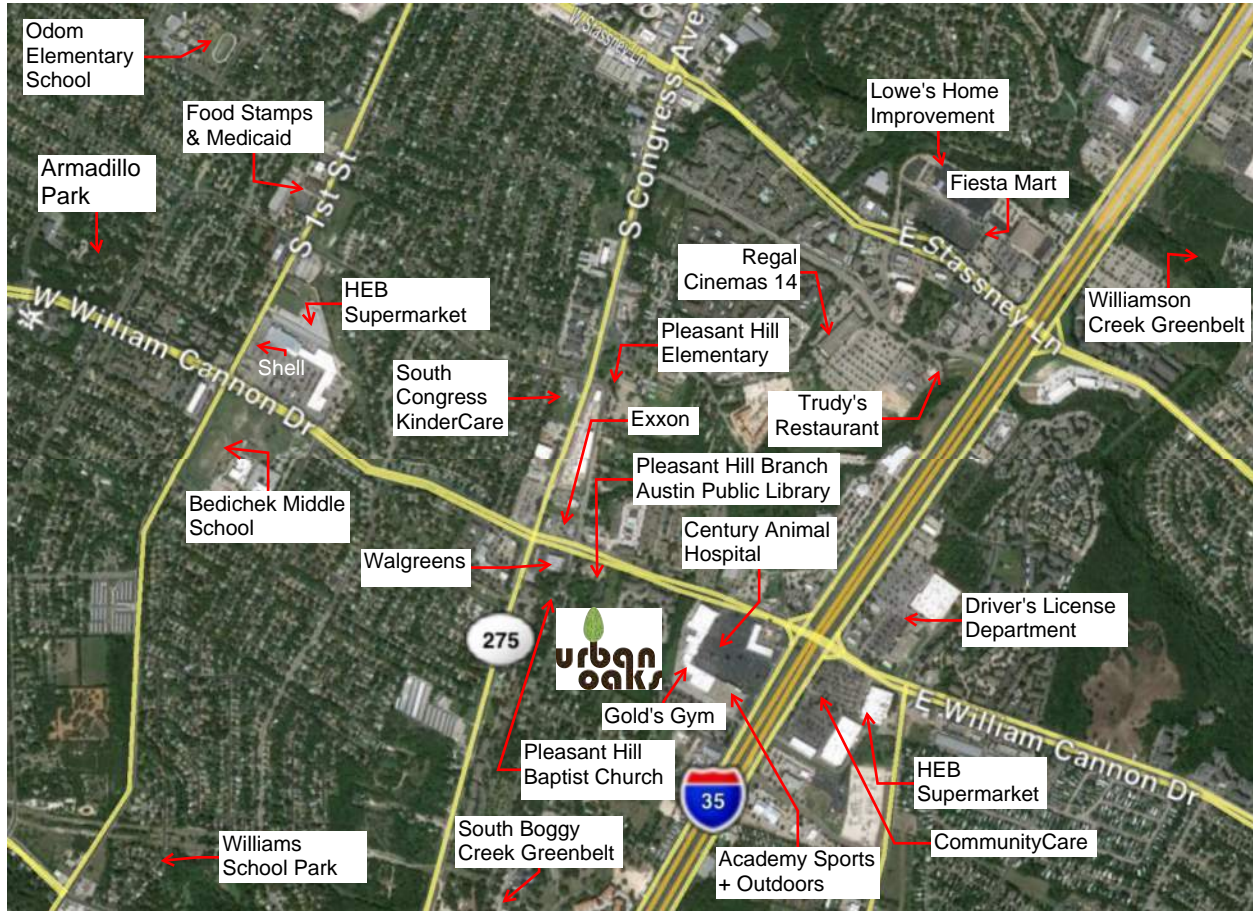 Odom
Elementary
School
W Stassney Ln
S Congress Ave
Food Stamps
& Medicaid
Lowe's Home
Improvement
Armadillo
Park
S 1st St
Fiesta Mart
E Stassney Ln
Regal
Cinemas 14
Williamson
Creek Greenbelt
HEB
Supermarket
W William Cannon Dr
Shell
Pleasant Hill
Elementary
South
Congress
KinderCare
Trudy's
Restaurant
Exxon
Pleasant Hill Branch
Austin Public Library
Bedichek Middle
School
Century Animal
Hospital
Walgreens
Driver's License
Department
275
urban
oaks
Gold's Gym
E William Cannon Dr
Pleasant Hill
Baptist Church
HEB
Supermarket
35
South Boggy
Creek Greenbelt
CommunityCare
Williams
School Park
Academy Sports
+ Outdoors